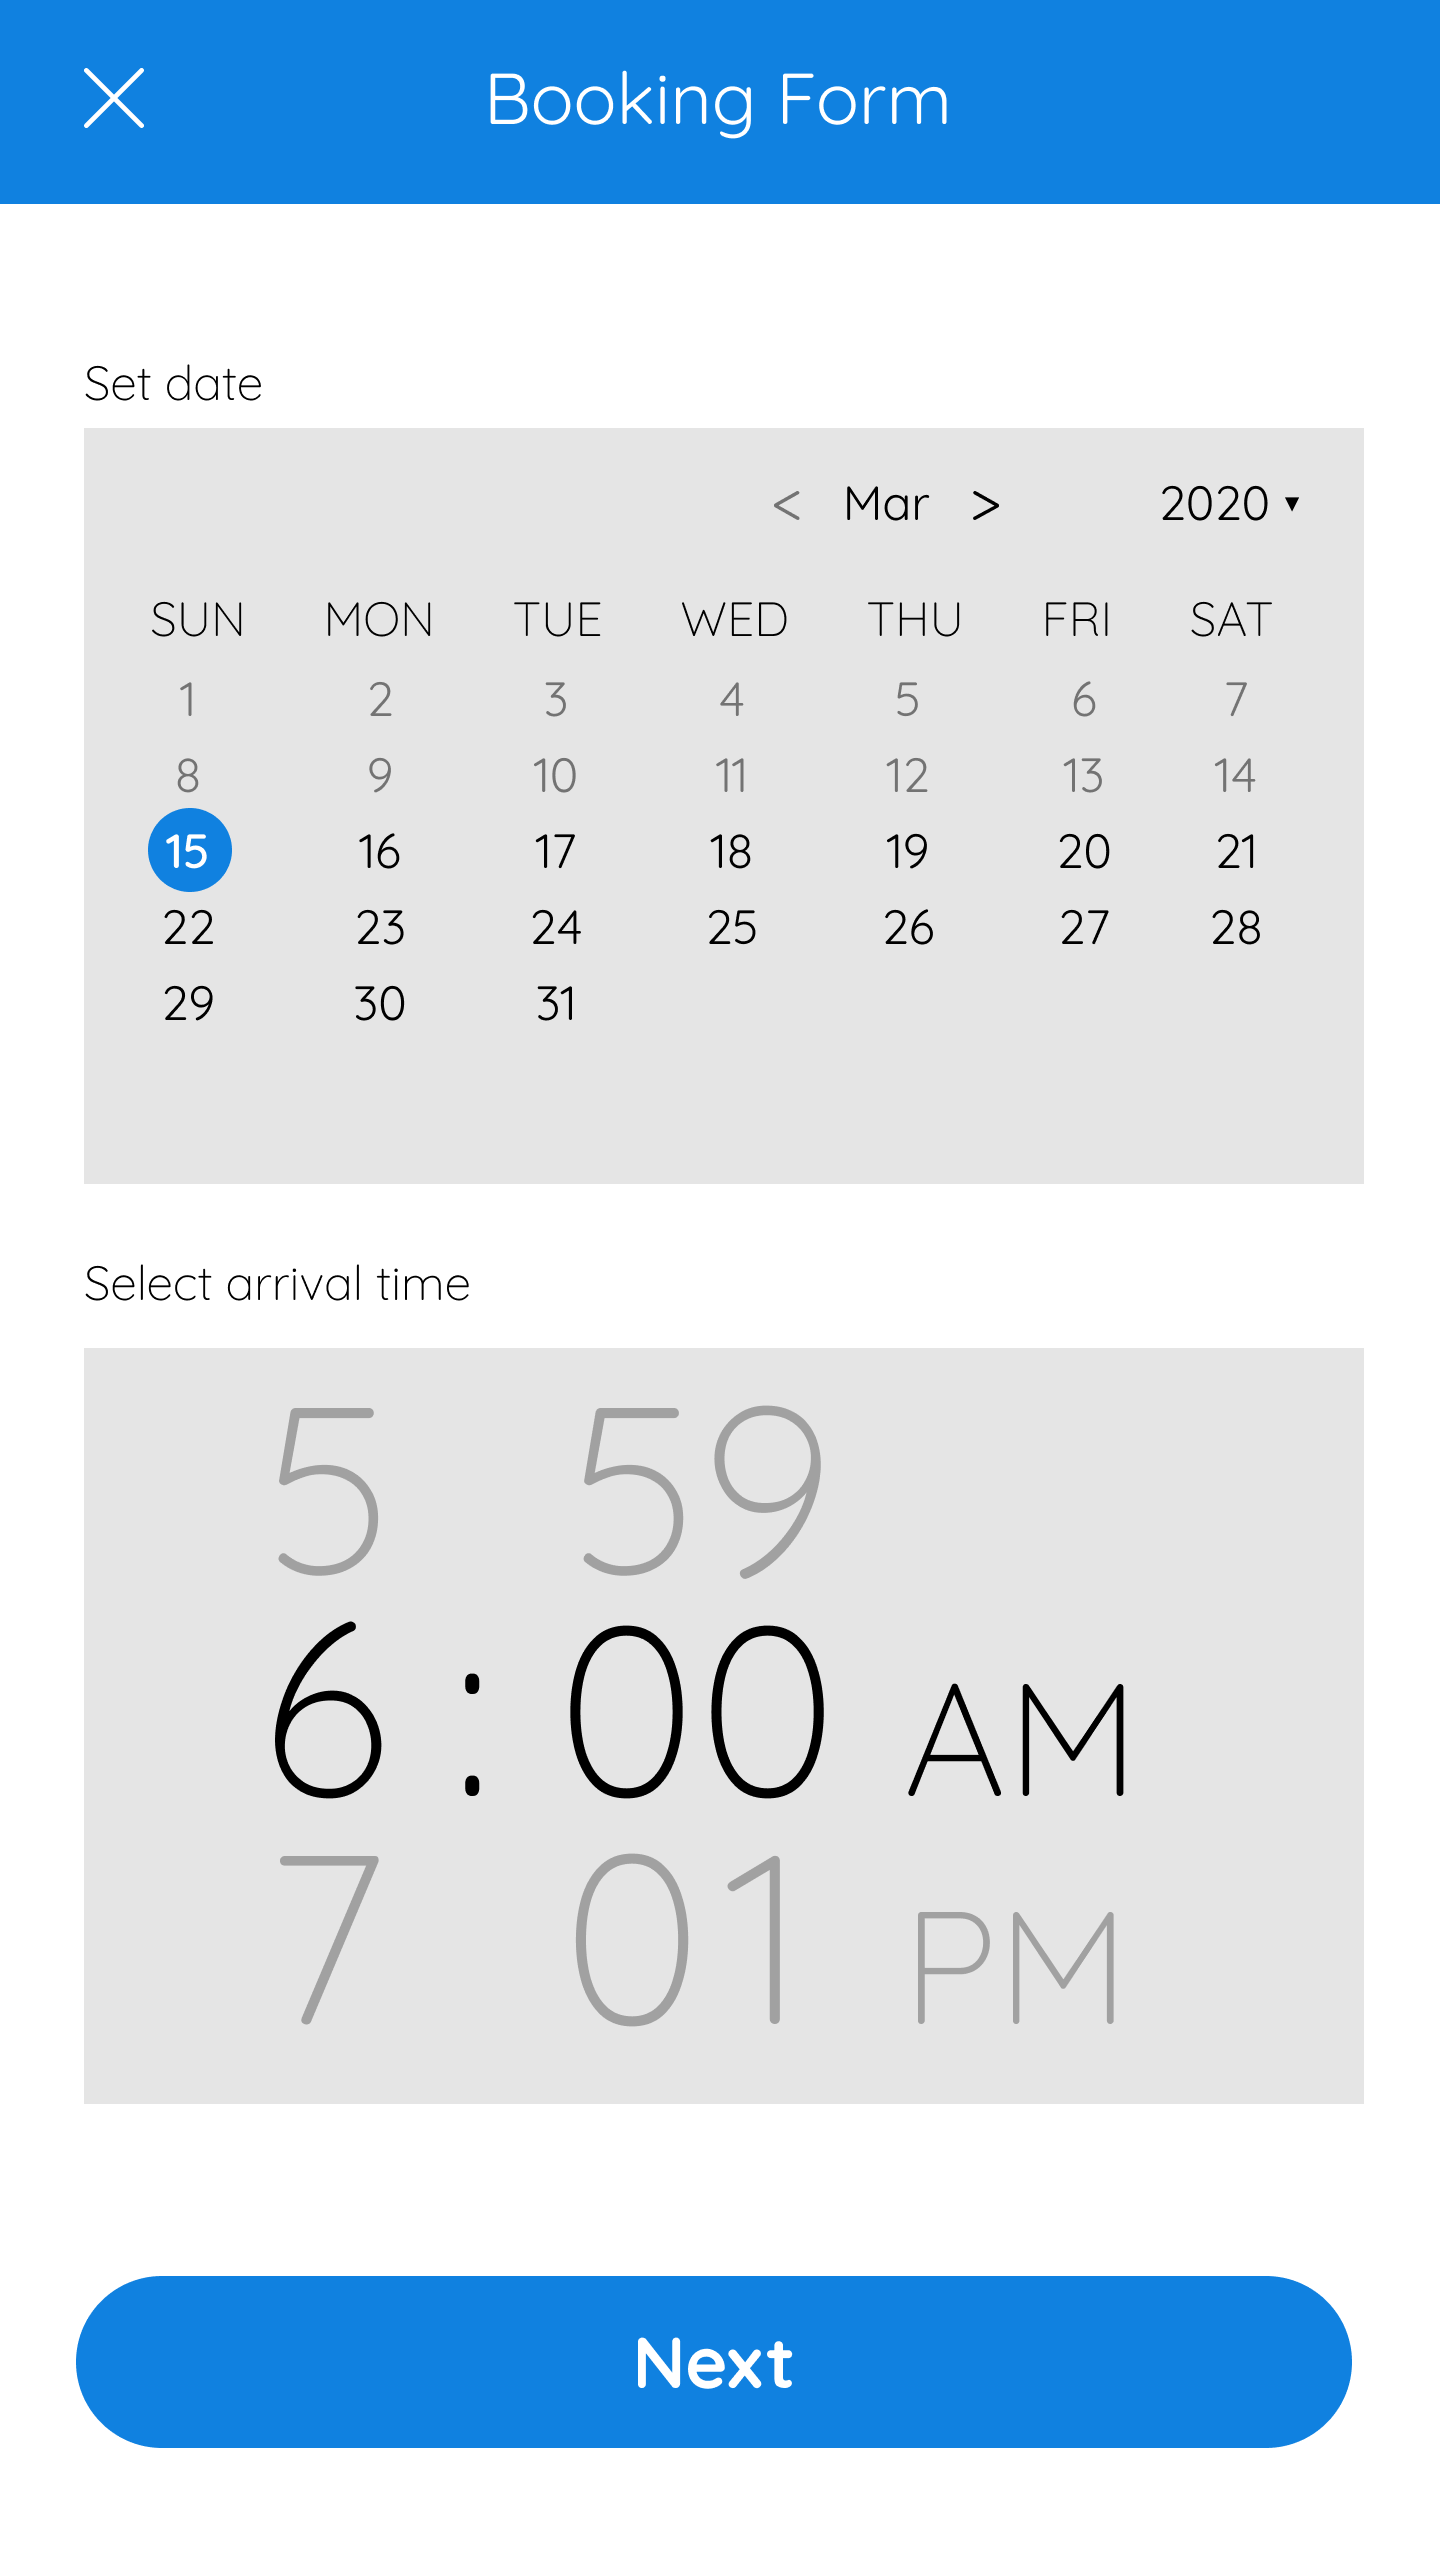 Booking Form
Set date
< Mar > 2020 ▾
SUN MON TUE WED THU FRI SAT
1 2 3 4 5 6 7
8 9 10 11 12 13 14
15 16 17 18 19 20 21
22 23 24 25 26 27 28
29 30 31
Select arrival time
5 59
6 : 00 AM
7 01 PM
Next